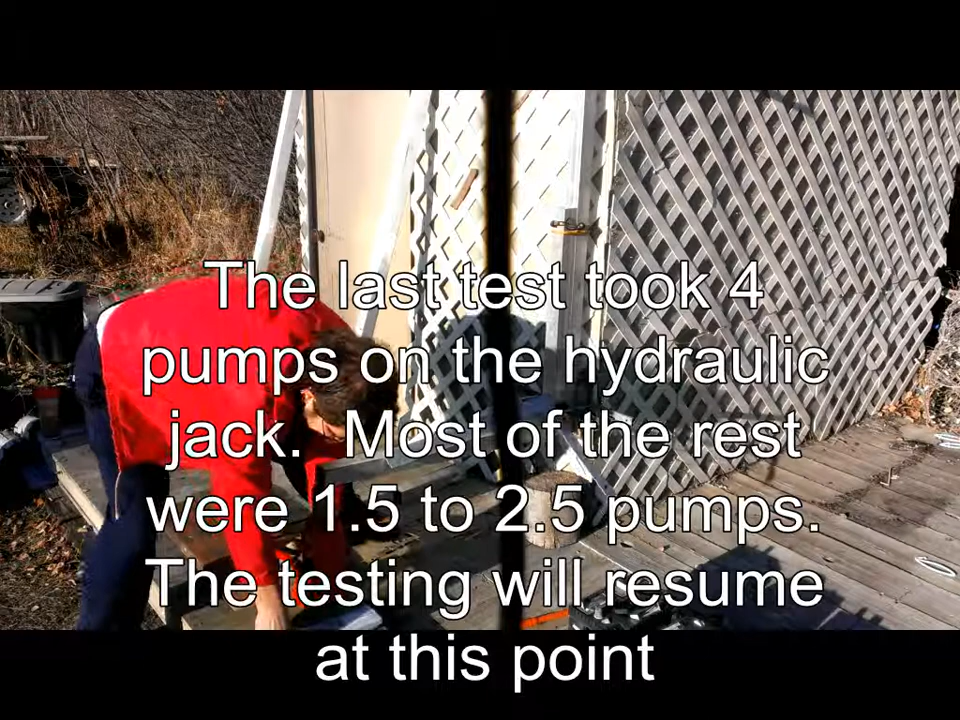 The last test took 4
pumps on the hydraulic
jack.  Most of the rest
were 1.5 to 2.5 pumps.
The testing will resume
at this point